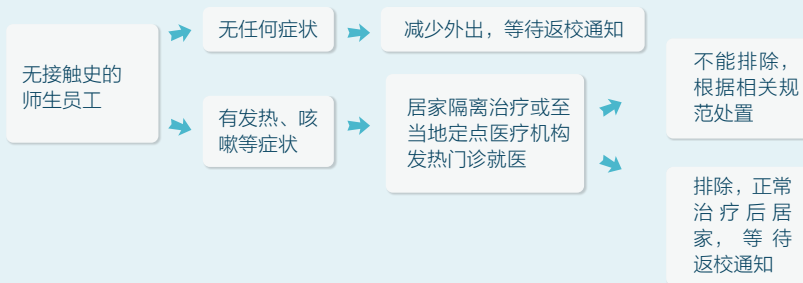 无接触史的
师生员工
无任何症状
减少外出，等待返校通知
有发热、咳
嗽等症状
居家隔离治疗或至
当地定点医疗机构
发热门诊就医
不能排除，
根据相关规
范处置
排除，正常
治疗后居
家，等待
返校通知